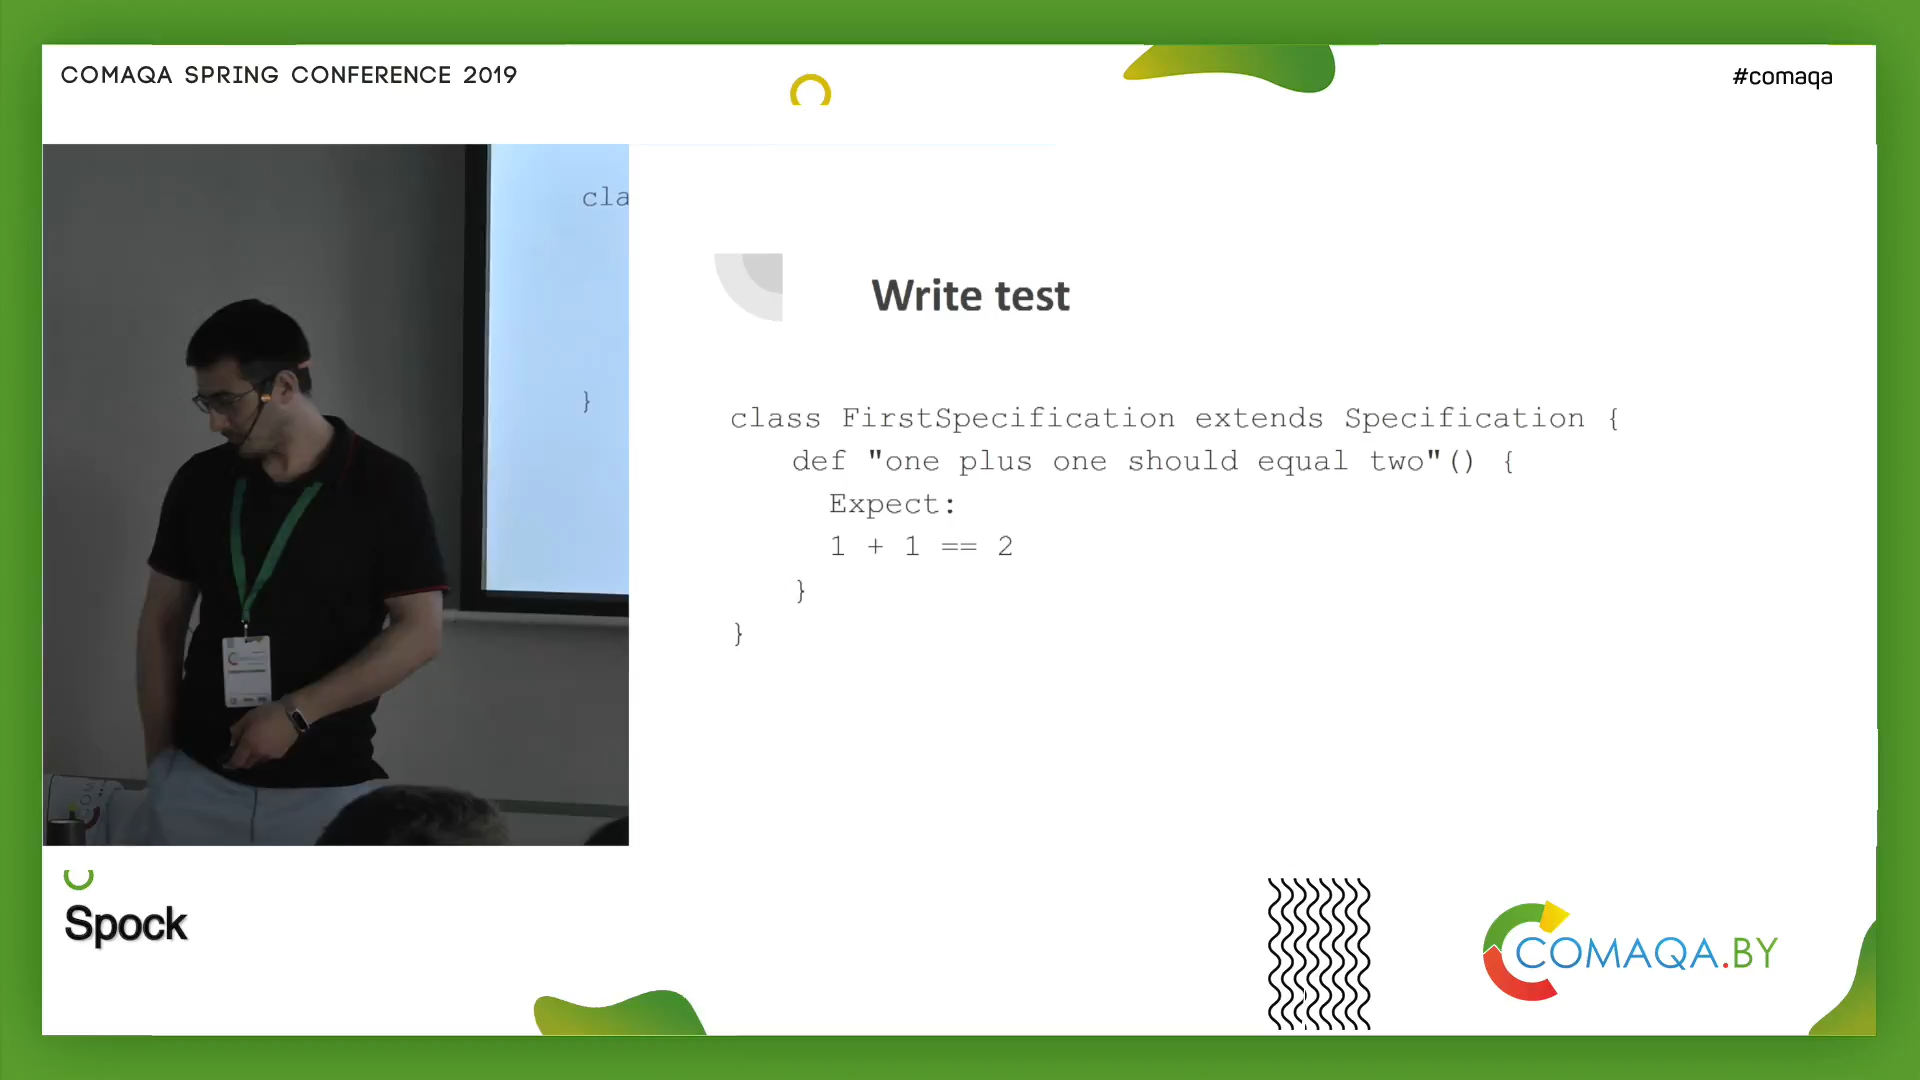 COMAQA SPRING CONFERENCE 2019
#comaqa
cla
}
Write test
class FirstSpecification extends Specification {
def "one plus one should equal two"() {
Expect:
1 + 1 == 2
}
}
Spock
COMAQA.BY